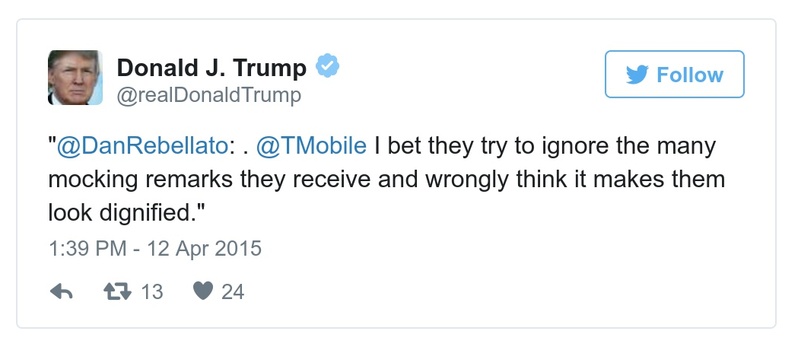 Donald J. Trump
@realDonaldTrump
Follow
"@DanRebellato: . @TMobile I bet they try to ignore the many
mocking remarks they receive and wrongly think it makes them
look dignified."
1:39 PM - 12 Apr 2015
13 24